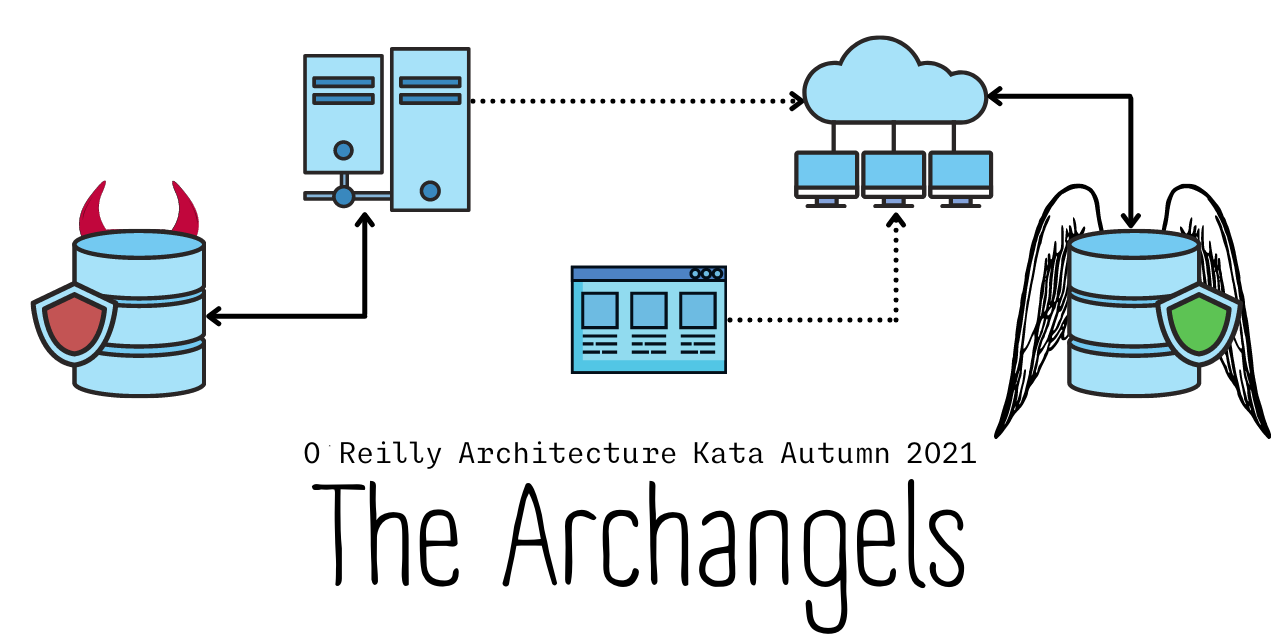 O'Reilly Architecture Kata Autumn 2021
The Archangels